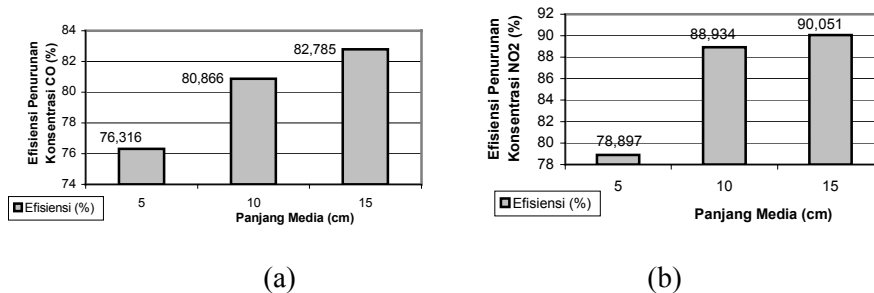 Efisiensi Penurunan
Konsentrasi CO (%)
84
82
80
78
76
74
76,316
80,866
82,785
5
10
15
Efisiensi (%)
Panjang Media (cm)
(a)
Efisiensi Penurunan
Konsentrasi NO2 (%)
92
90
88
86
84
82
80
78
78,897
88,934
90,051
5
10
15
Efisiensi (%)
Panjang Media (cm)
(b)